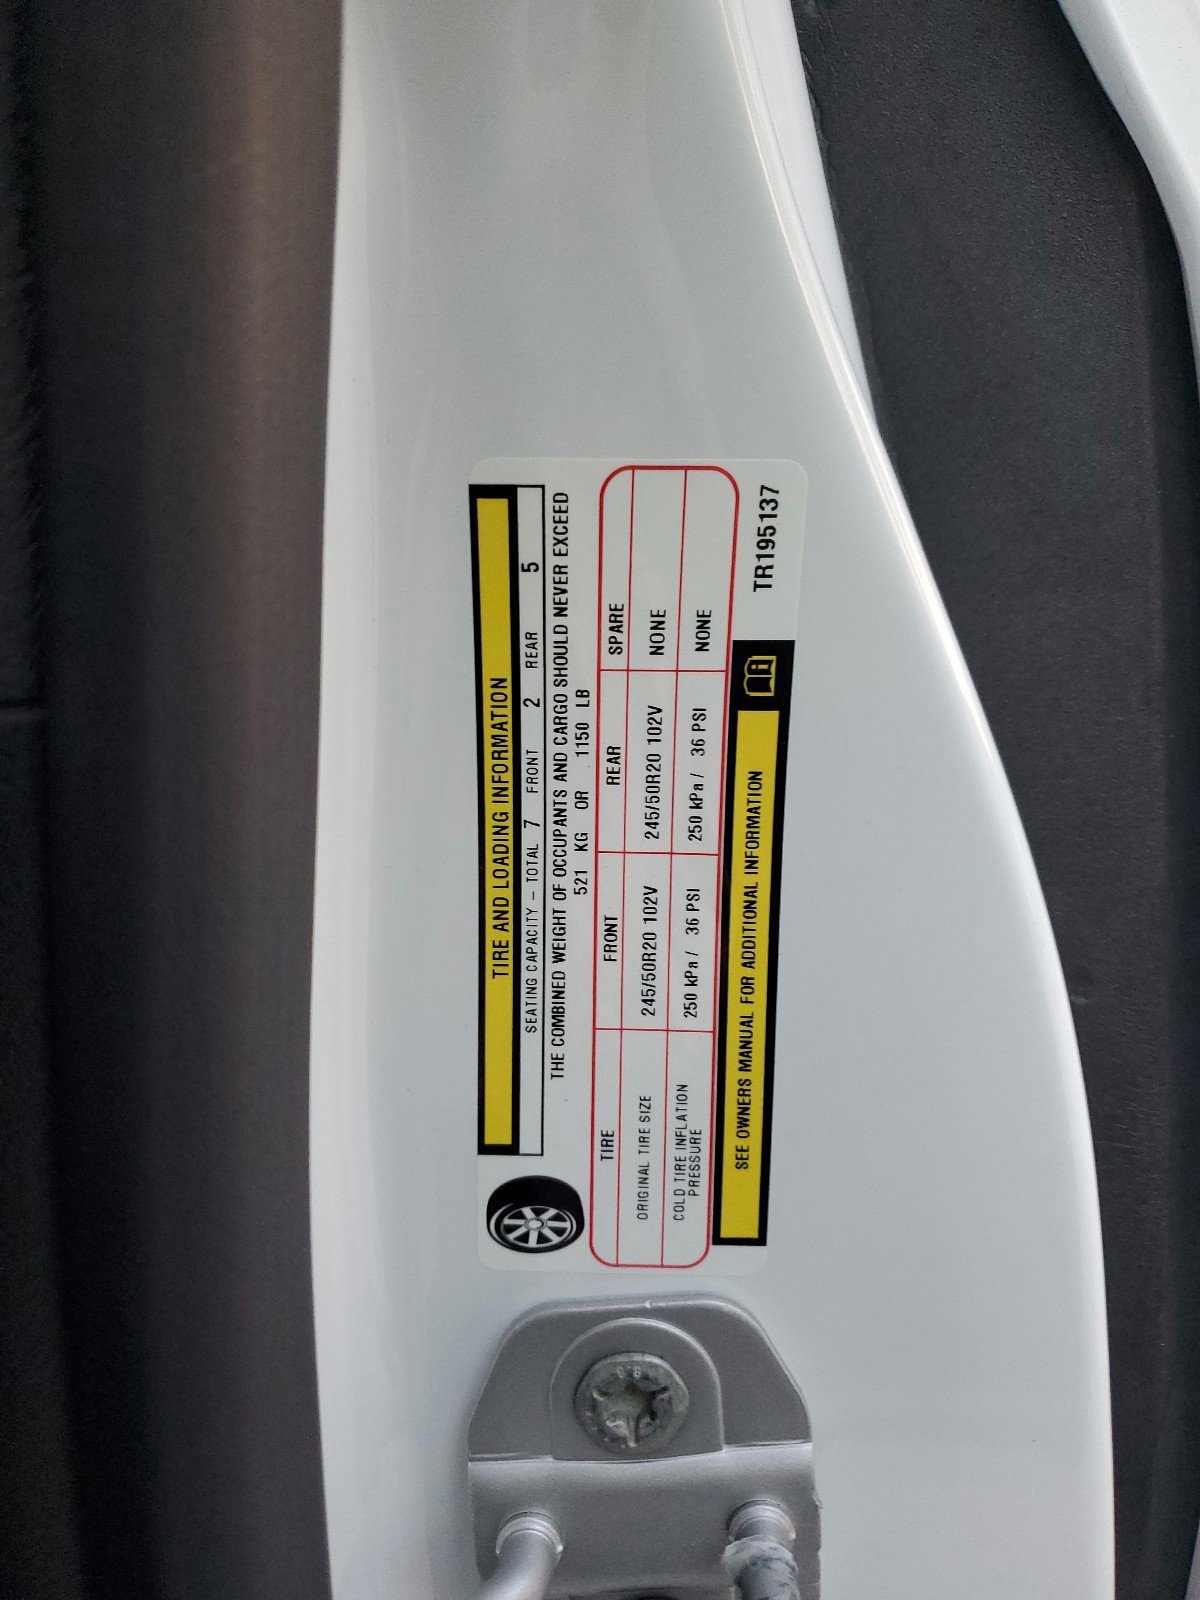 TIRE AND LOADING INFORMATION
SEATING CAPACITY - TOTAL 7 FRONT 2 REAR 5
THE COMBINED WEIGHT OF OCCUPANTS AND CARGO SHOULD NEVER EXCEED
521 KG OR 1150 LB
TIRE FRONT REAR SPARE
ORIGINAL TIRE SIZE 245/50R20 102V 245/50R20 102V NONE
COLD TIRE INFLATION PRESSURE 250 kPa / 36 PSI 250 kPa / 36 PSI NONE
SEE OWNERS MANUAL FOR ADDITIONAL INFORMATION
TR195137